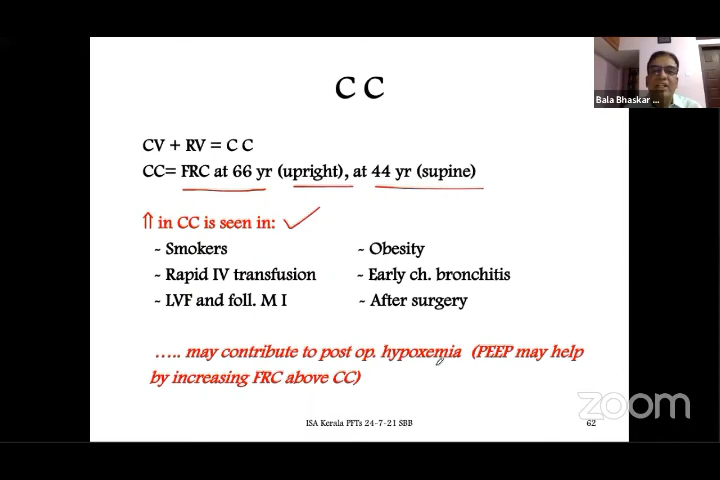 C C
Bala Bhaskar ...
CV + RV = C C
CC= FRC at 66 yr (upright), at 44 yr (supine)
⇑ in CC is seen in:
- Smokers - Obesity
- Rapid IV transfusion - Early ch. bronchitis
- LVF and foll. M I - After surgery
..... may contribute to post op. hypoxemia (PEEP may help
by increasing FRC above CC)
zoom
ISA Kerala PFTs 24-7-21 SBB 62